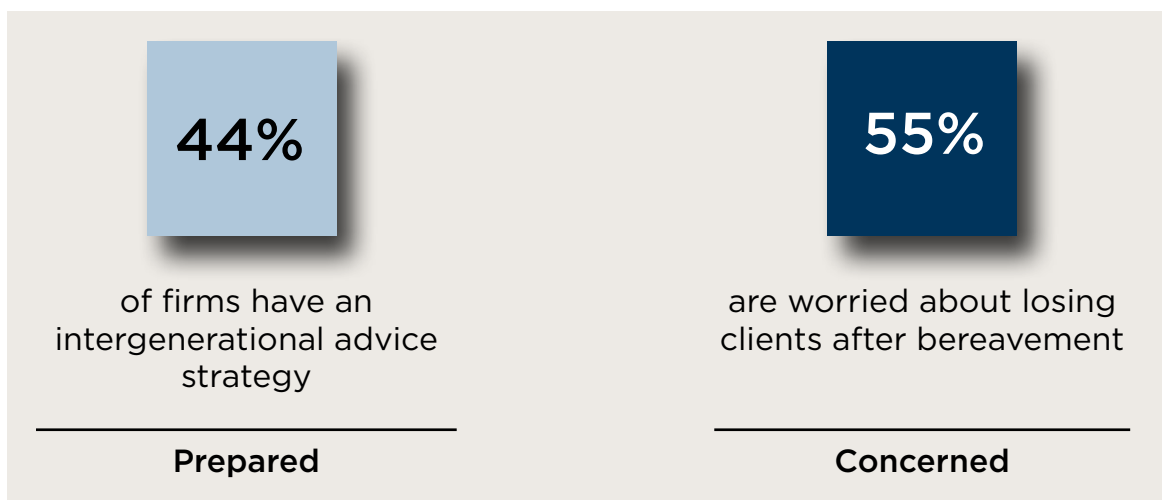 44%
of firms have an
intergenerational advice
strategy
Prepared
55%
are worried about losing
clients after bereavement
Concerned